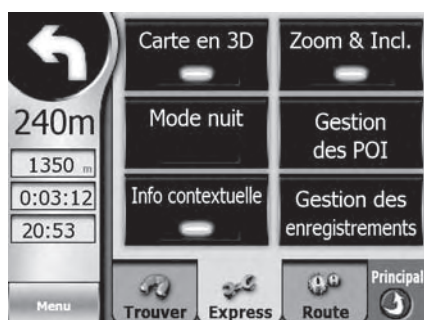 240m
1350 m
0:03:12
20:53
Menu
Carte en 3D
Zoom & Incl.
Mode nuit
Gestion
des POI
Info contextuelle
Gestion des
enregistrements
Trouver
Express
Route
Principal